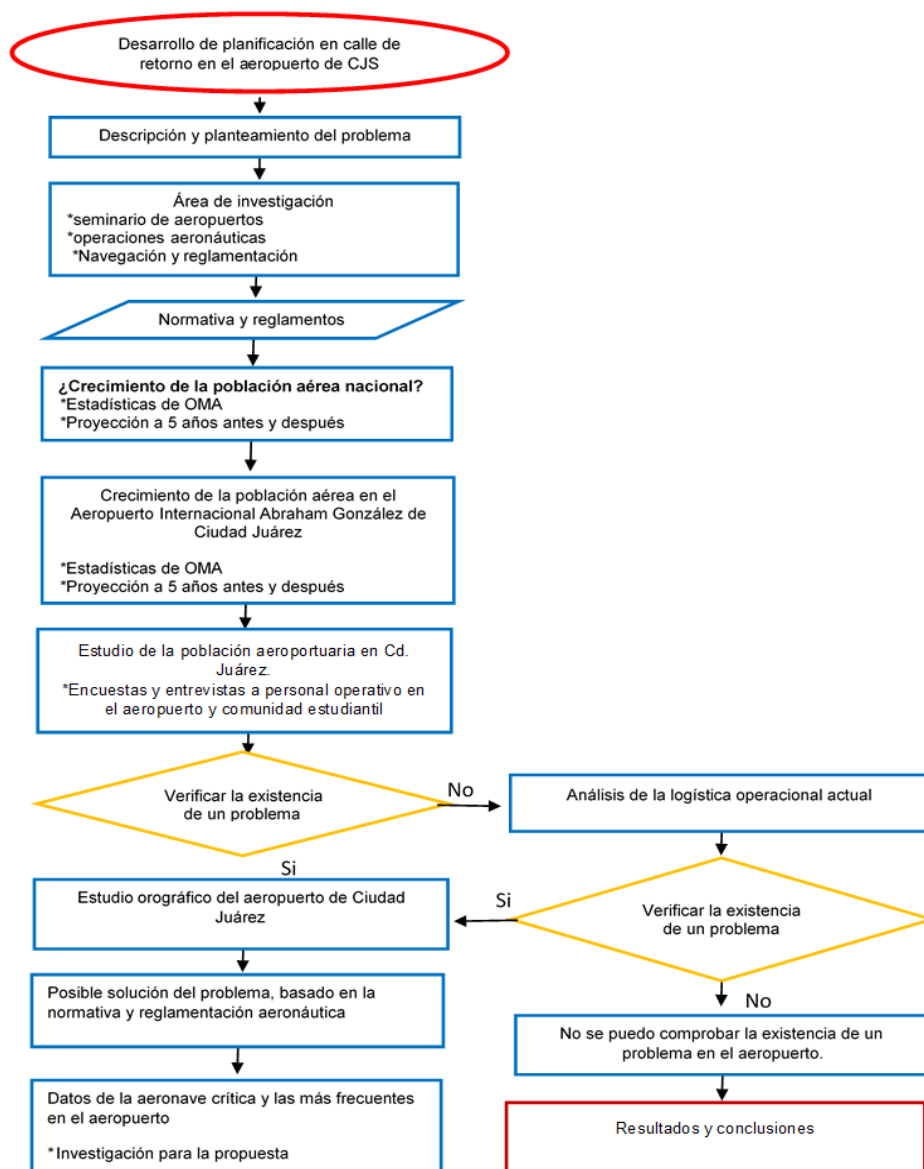 Desarrollo de planificación en calle de
retorno en el aeropuerto de CJS
Descripción y planteamiento del problema
Área de investigación
*seminario de aeropuertos
*operaciones aeronáuticas
*Navegación y reglamentación
Normativa y reglamentos
¿Crecimiento de la población aérea nacional?
*Estadísticas de OMA
*Proyección a 5 años antes y después
Crecimiento de la población aérea en el
Aeropuerto Internacional Abraham González de
Ciudad Juárez
*Estadísticas de OMA
*Proyección a 5 años antes y después
Estudio de la población aeroportuaria en Cd.
Juárez.
*Encuestas y entrevistas a personal operativo en
el aeropuerto y comunidad estudiantil
Verificar la existencia
de un problema
No
Análisis de la logística operacional actual
Si
Estudio orográfico del aeropuerto de Ciudad
Juárez
Si
Verificar la existencia
de un problema
No
Posible solución del problema, basado en la
normativa y reglamentación aeronáutica
No se puedo comprobar la existencia de un
problema en el aeropuerto.
Datos de la aeronave crítica y las más frecuentes
en el aeropuerto
*Investigación para la propuesta
Resultados y conclusiones